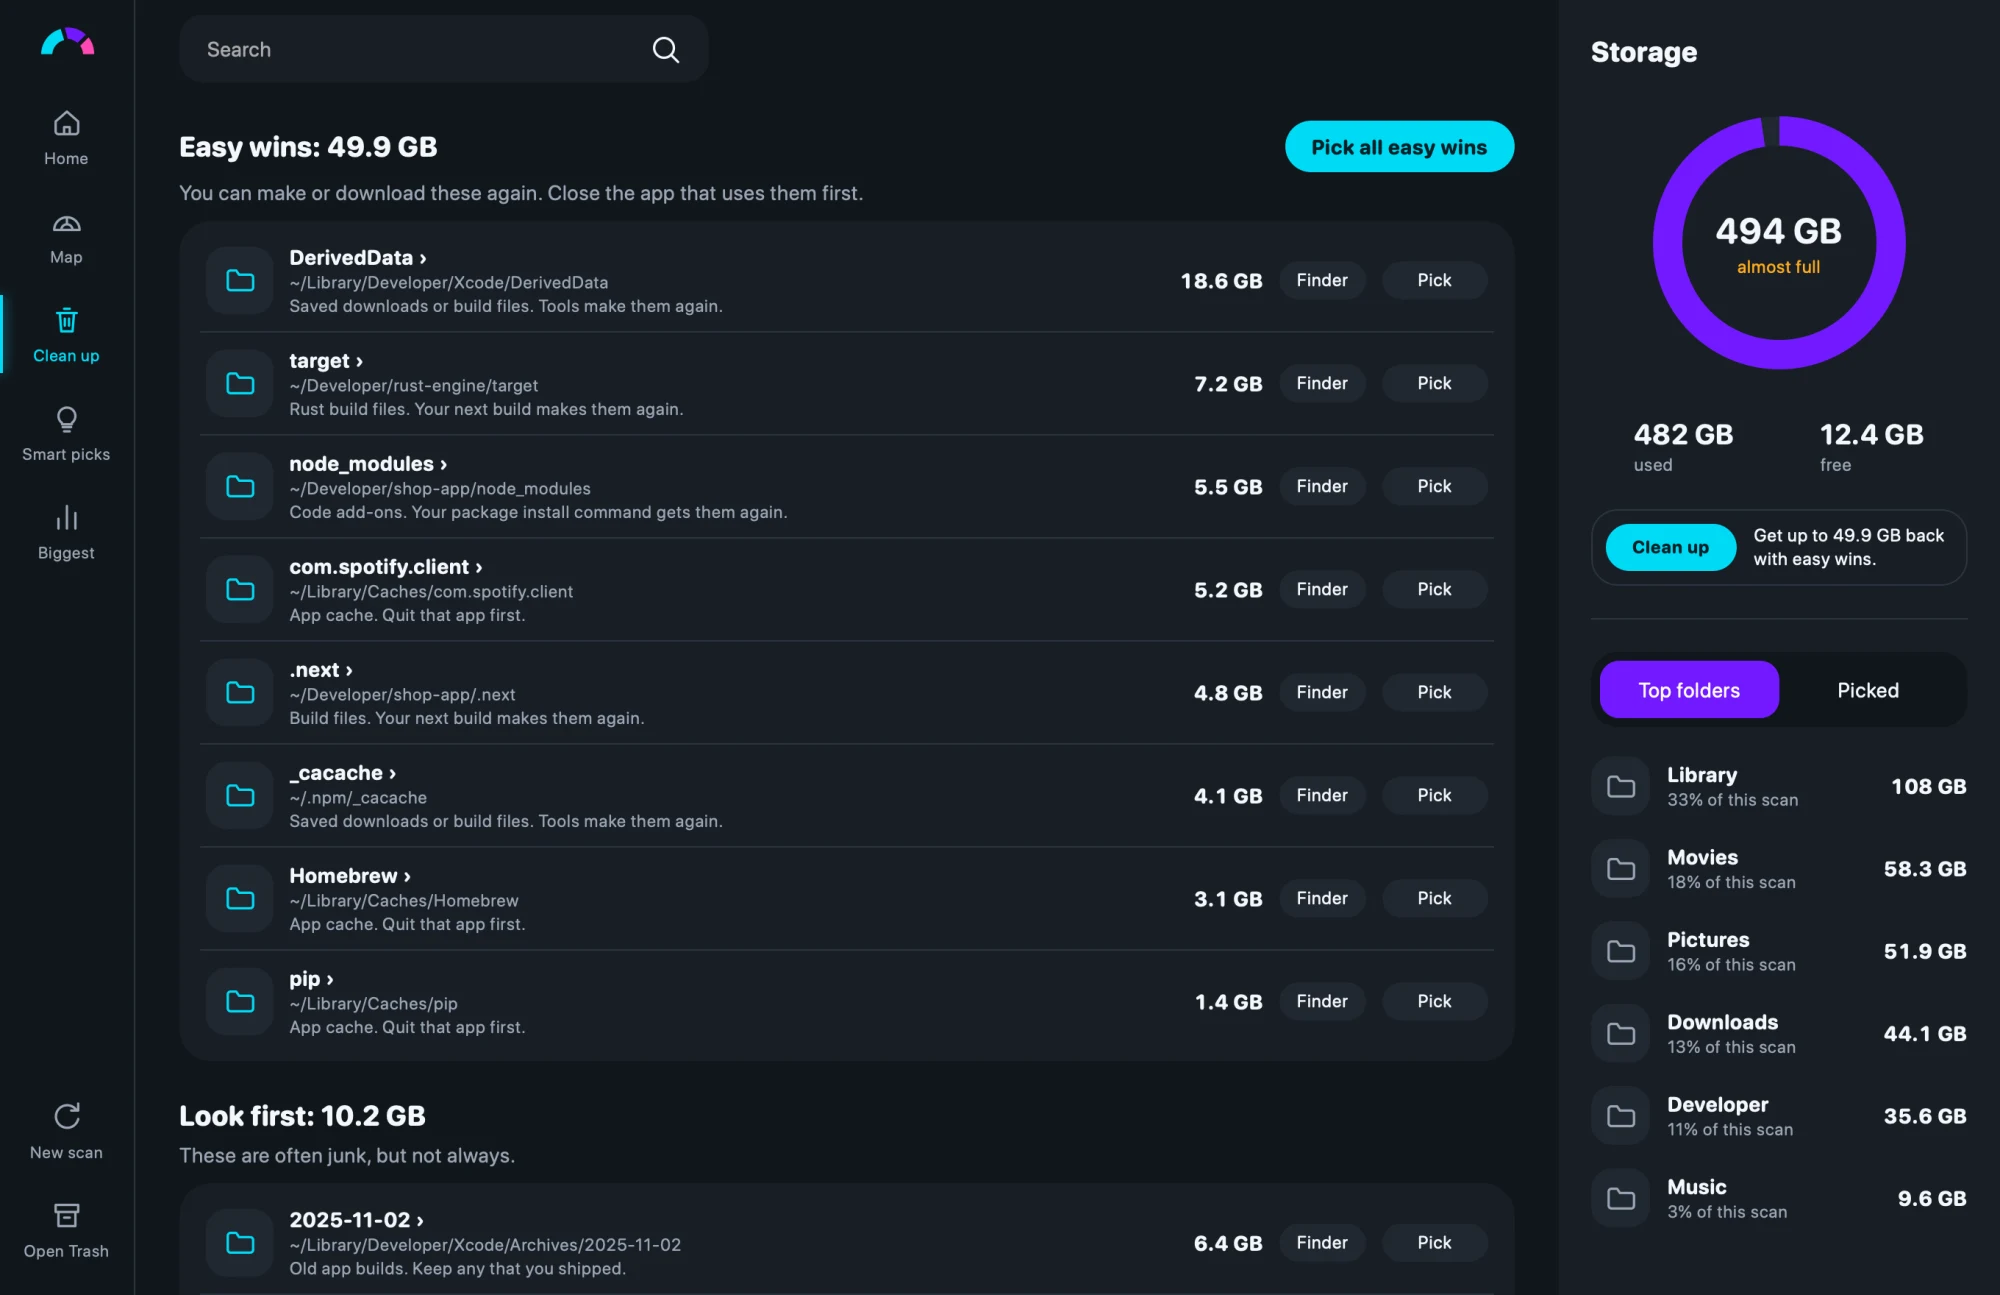 Home
Map
Clean up
Smart picks
Biggest
New scan
Open Trash
Search
Easy wins: 49.9 GB
Pick all easy wins
You can make or download these again. Close the app that uses them first.
DerivedData ›
~/Library/Developer/Xcode/DerivedData
Saved downloads or build files. Tools make them again.
18.6 GB
Finder
Pick
target ›
~/Developer/rust-engine/target
Rust build files. Your next build makes them again.
7.2 GB
Finder
Pick
node_modules ›
~/Developer/shop-app/node_modules
Code add-ons. Your package install command gets them again.
5.5 GB
Finder
Pick
com.spotify.client ›
~/Library/Caches/com.spotify.client
App cache. Quit that app first.
5.2 GB
Finder
Pick
.next ›
~/Developer/shop-app/.next
Build files. Your next build makes them again.
4.8 GB
Finder
Pick
_cacache ›
~/.npm/_cacache
Saved downloads or build files. Tools make them again.
4.1 GB
Finder
Pick
Homebrew ›
~/Library/Caches/Homebrew
App cache. Quit that app first.
3.1 GB
Finder
Pick
pip ›
~/Library/Caches/pip
App cache. Quit that app first.
1.4 GB
Finder
Pick
Look first: 10.2 GB
These are often junk, but not always.
2025-11-02 ›
~/Library/Developer/Xcode/Archives/2025-11-02
Old app builds. Keep any that you shipped.
6.4 GB
Finder
Pick
Storage
494 GB
almost full
482 GB
used
12.4 GB
free
Clean up
Get up to 49.9 GB back
with easy wins.
Top folders
Picked
Library
33% of this scan
108 GB
Movies
18% of this scan
58.3 GB
Pictures
16% of this scan
51.9 GB
Downloads
13% of this scan
44.1 GB
Developer
11% of this scan
35.6 GB
Music
3% of this scan
9.6 GB